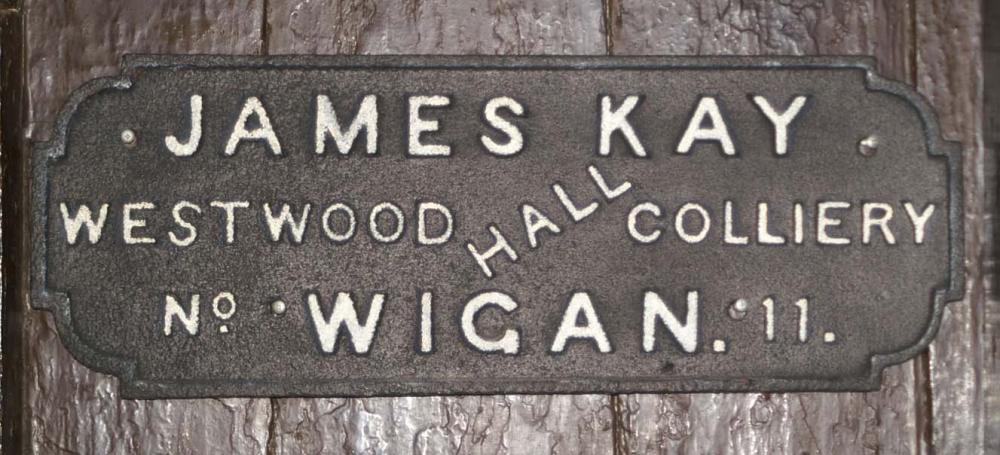 JAMES KAY
WESTWOOD HALL COLLIERY
Nº WIGAN. 11.